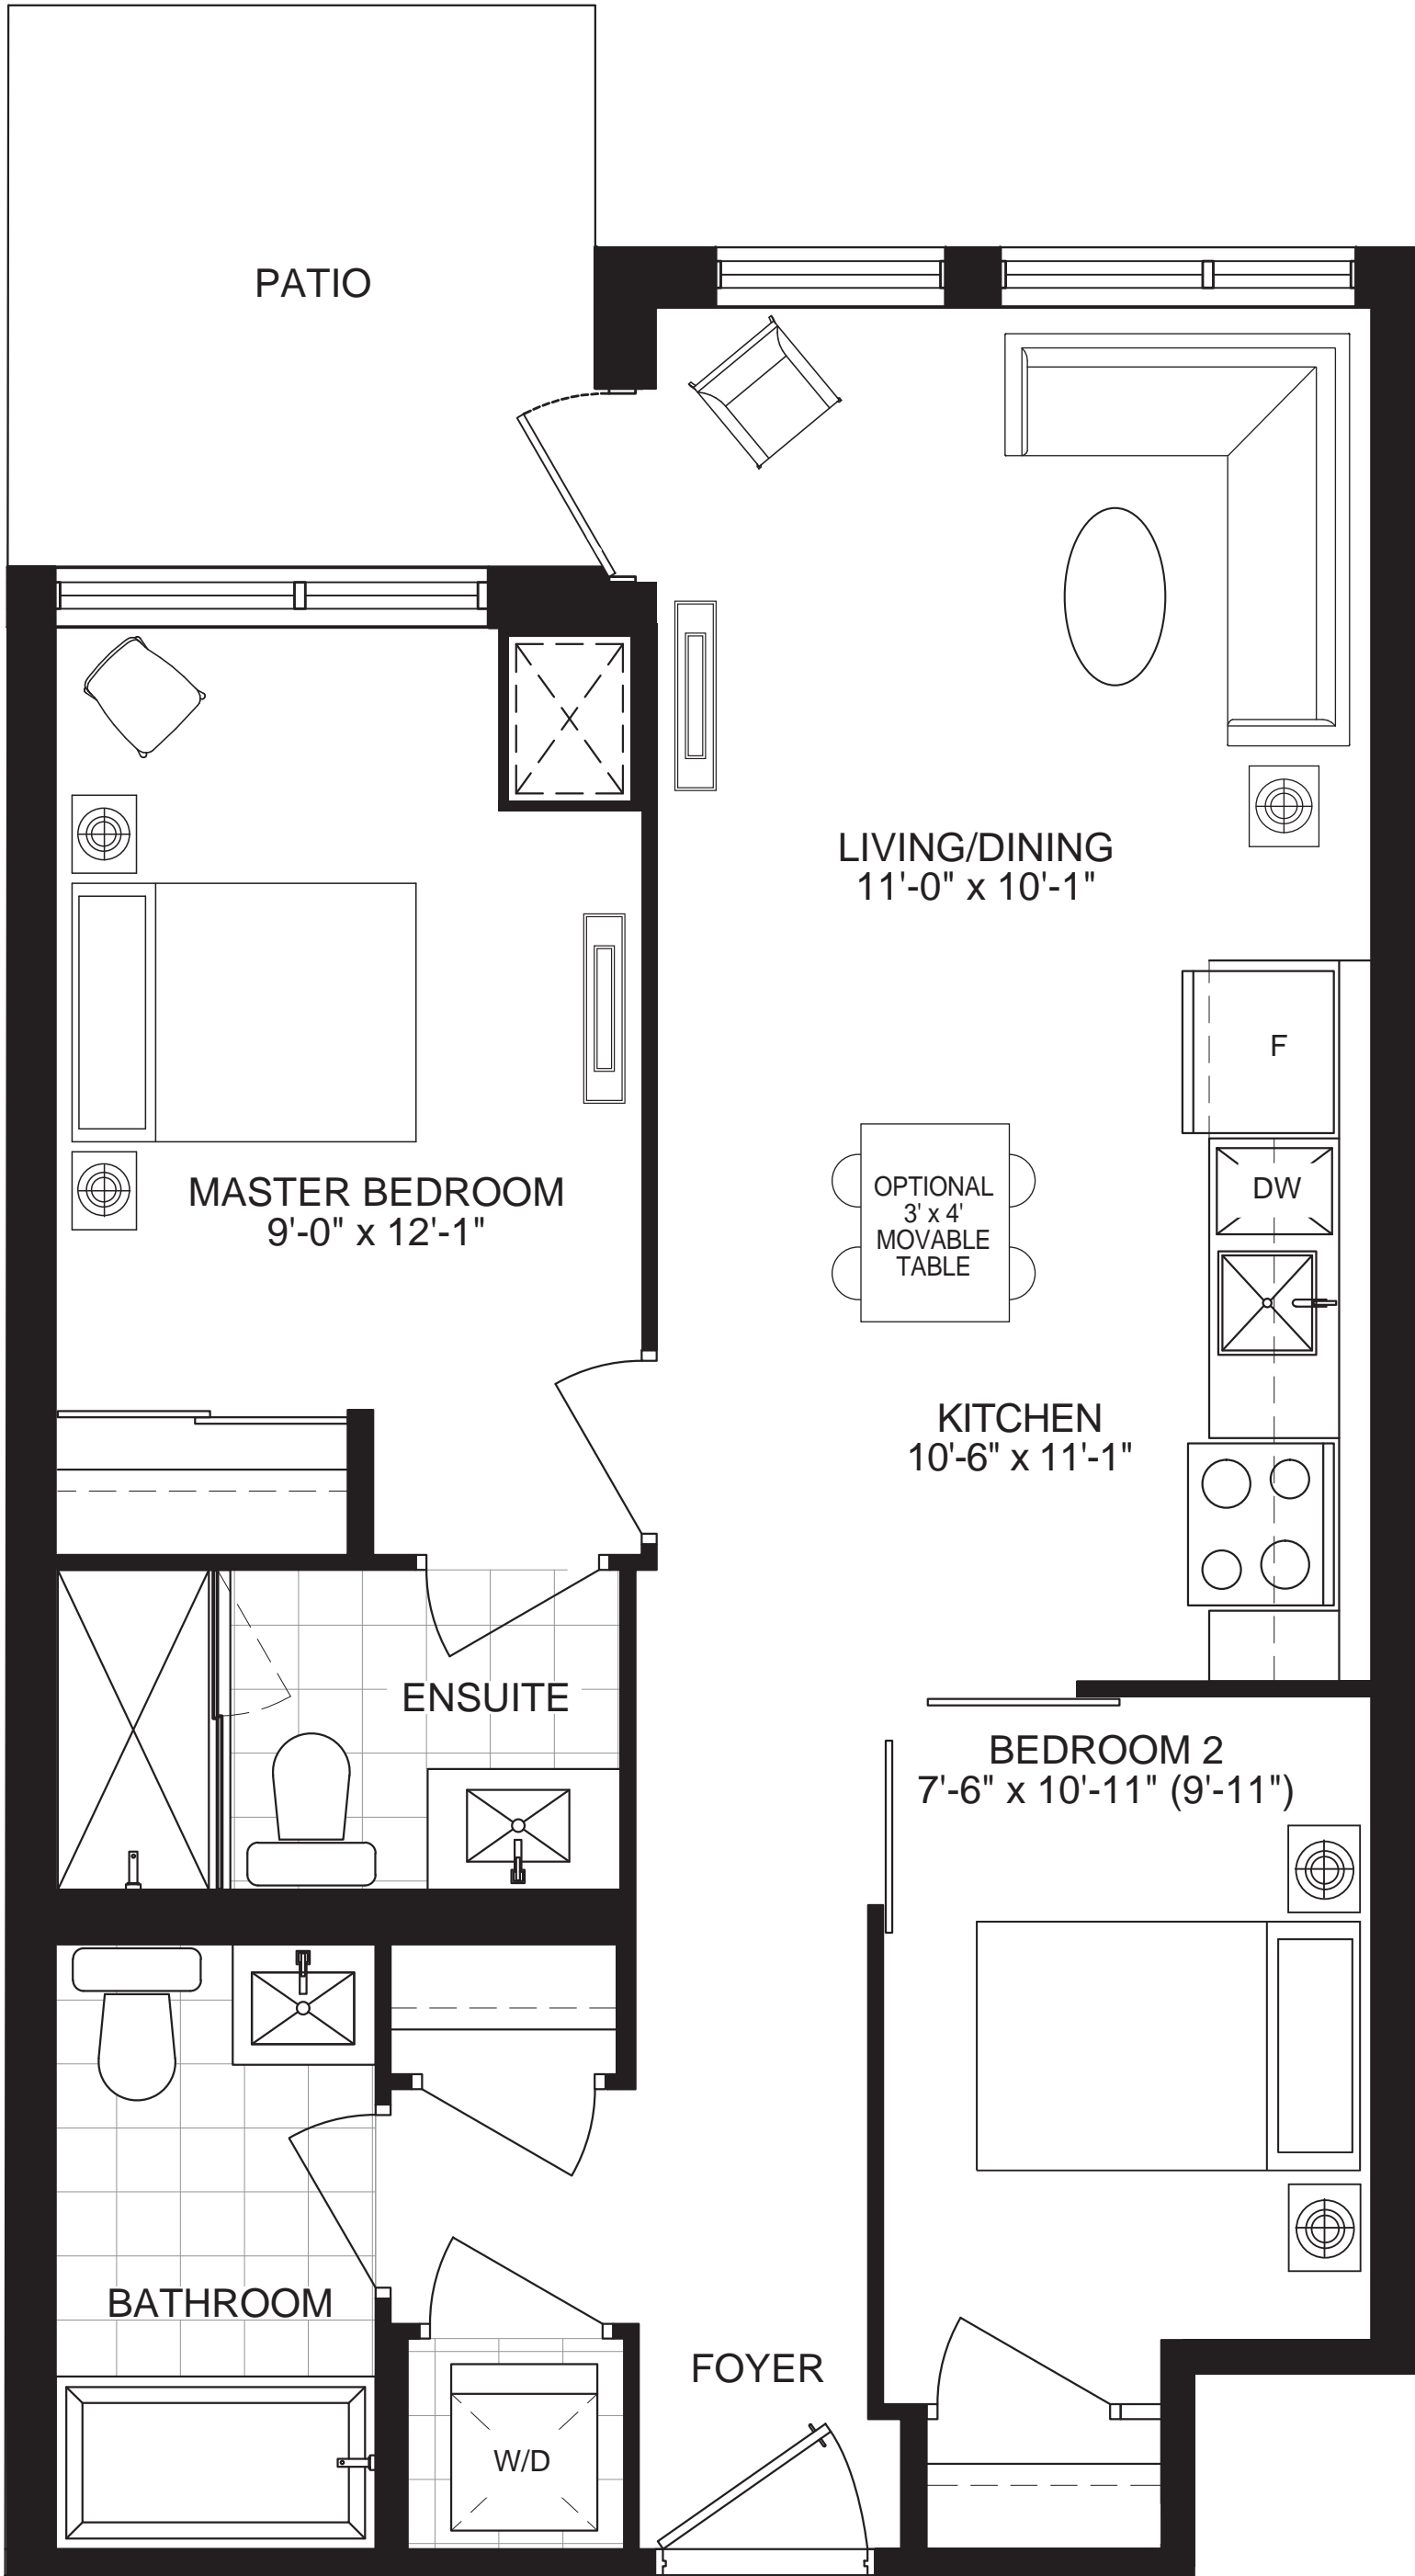 PATIO
LIVING/DINING
11'-0" x 10'-1"
F
DW
MASTER BEDROOM
9'-0" x 12'-1"
OPTIONAL
3' x 4'
MOVABLE
TABLE
KITCHEN
10'-6" x 11'-1"
ENSUITE
BEDROOM 2
7'-6" x 10'-11" (9'-11")
BATHROOM
FOYER
W/D